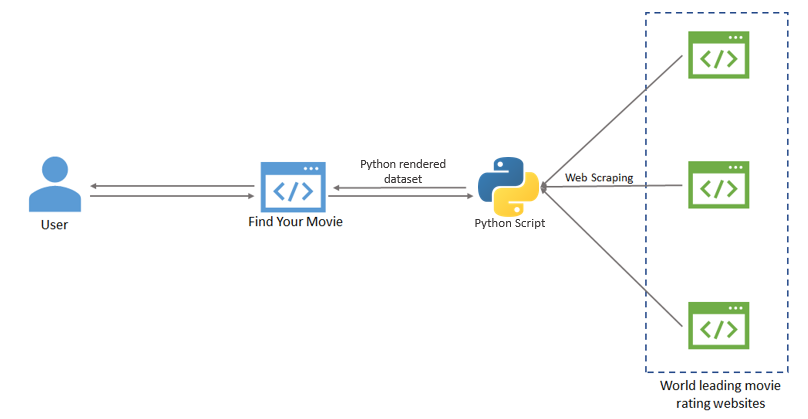 Python rendered
dataset
Web Scraping
User
Find Your Movie
Python Script
World leading movie
rating websites